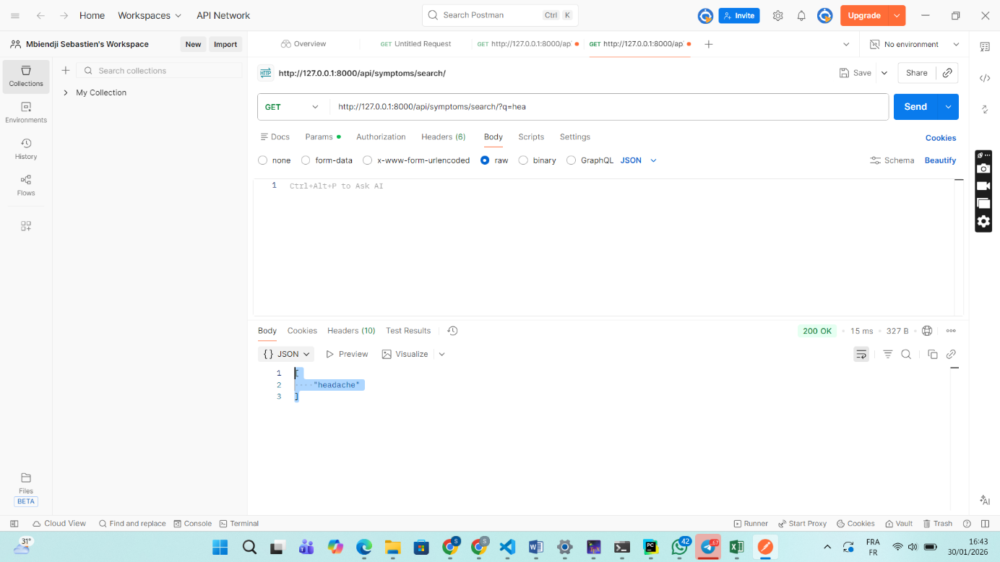 Home
Workspaces
API Network
Search Postman
Ctrl K
Invite
Upgrade
Mbiendji Sebastien's Workspace
New
Import
Overview
GET Untitled Request
GET http://127.0.0.1:8000/ap
GET http://127.0.0.1:8000/ap
No environment
Collections
Environments
History
Flows
Files
BETA
Search collections
My Collection
HTTP
http://127.0.0.1:8000/api/symptoms/search/
Save
Share
GET
http://127.0.0.1:8000/api/symptoms/search/?q=hea
Send
Docs
Params
Authorization
Headers (6)
Body
Scripts
Settings
Cookies
none
form-data
x-www-form-urlencoded
raw
binary
GraphQL
JSON
Schema
Beautify
1
Ctrl+Alt+P to Ask AI
Body
Cookies
Headers (10)
Test Results
200 OK
15 ms
327 B
{} JSON
Preview
Visualize
1 [
2 "headache"
3 ]
AI
Cloud View
Find and replace
Console
Terminal
Runner
Start Proxy
Cookies
Vault
Trash
31°
S
S
PC
42
67
FRA
FR
16:43
30/01/2026